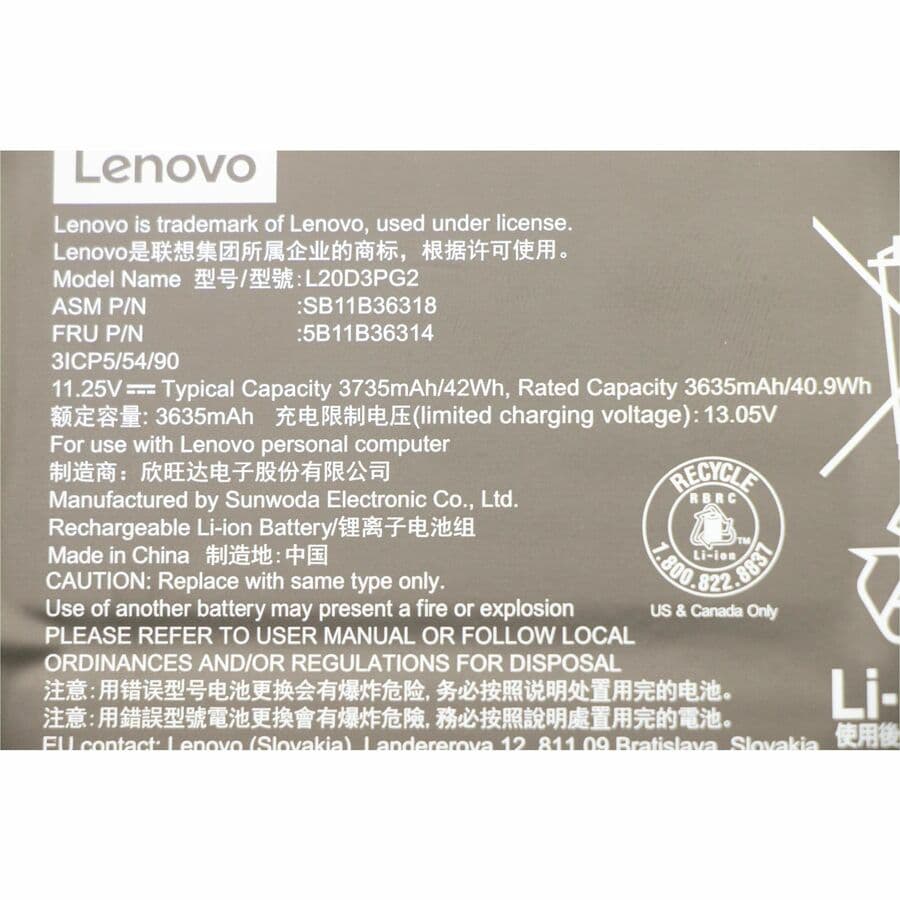 Lenovo
Lenovo is trademark of Lenovo, used under license.
Lenovo是联想集团所属企业的商标，根据许可使用。
Model Name 型号/型號:L20D3PG2
ASM P/N :SB11B36318
FRU P/N :5B11B36314
3ICP5/54/90
11.25V⎓ Typical Capacity 3735mAh/42Wh, Rated Capacity 3635mAh/40.9Wh
额定容量: 3635mAh 充电限制电压(limited charging voltage): 13.05V
For use with Lenovo personal computer
制造商：欣旺达电子股份有限公司
Manufactured by Sunwoda Electronic Co., Ltd.
Rechargeable Li-ion Battery/锂离子电池组
Made in China 制造地:中国
CAUTION: Replace with same type only.
Use of another battery may present a fire or explosion
PLEASE REFER TO USER MANUAL OR FOLLOW LOCAL
ORDINANCES AND/OR REGULATIONS FOR DISPOSAL
注意:用错误型号电池更换会有爆炸危险,务必按照说明处置用完的电池。
注意:用錯誤型號電池更換會有爆炸危險,務必按照說明處置用完的電池。
EU contact: Lenovo (Slovakia), Landererova 12, 811 09 Bratislava, Slovakia
RECYCLE
RBRC
TM
Li-ion
1.800.822.8837
US & Canada Only
Li-
使用後